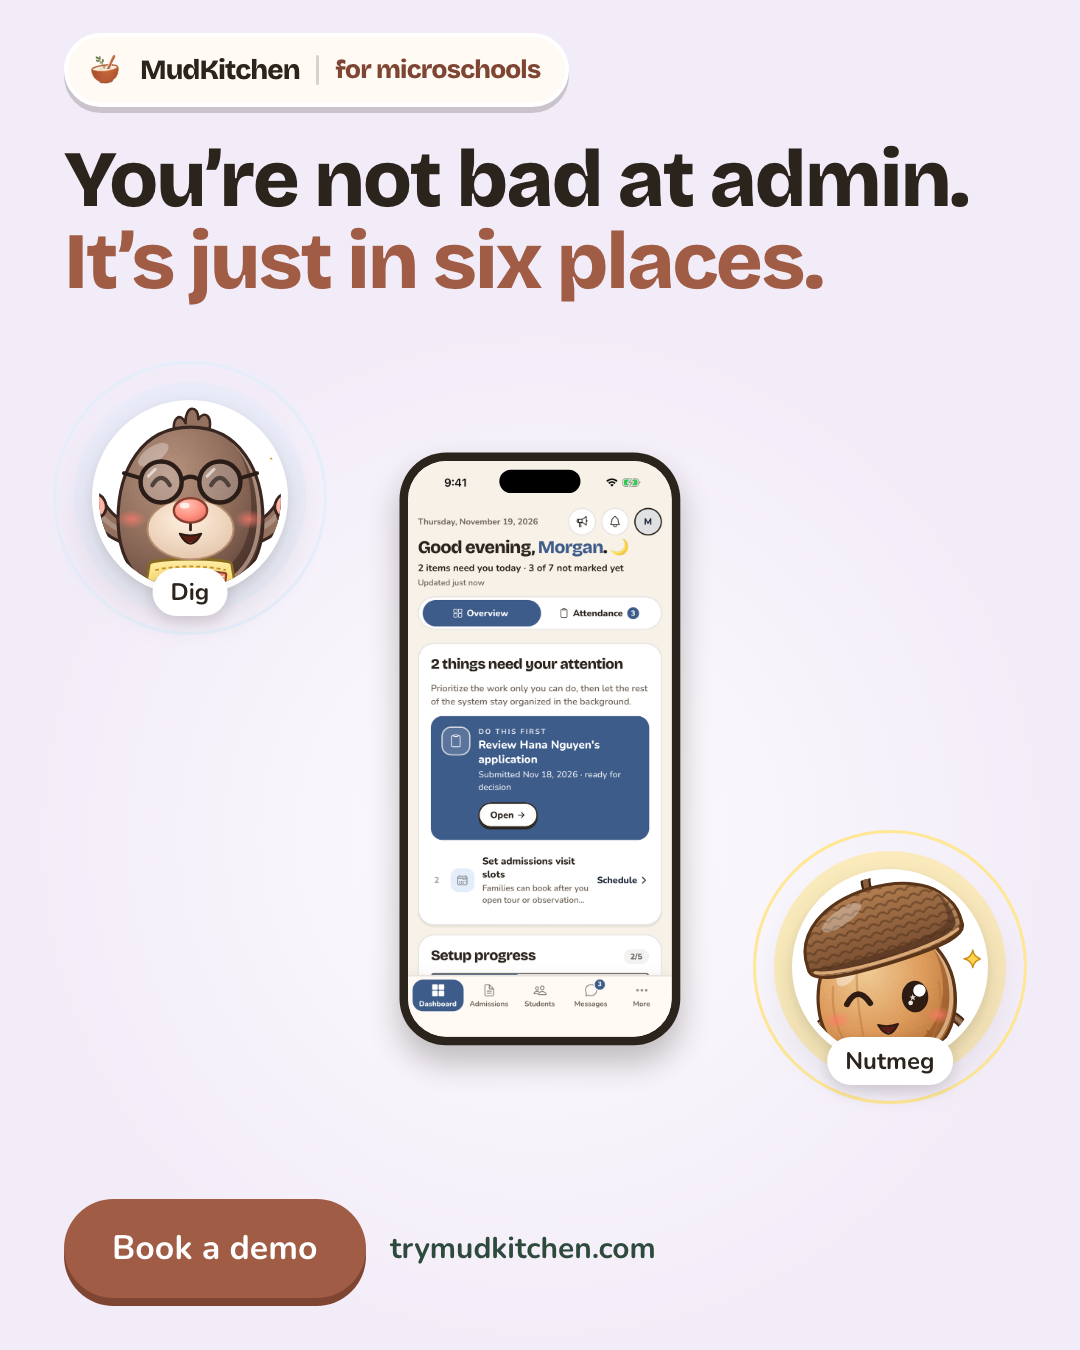 MudKitchen | for microschools
You're not bad at admin.
It's just in six places.
Dig
9:41
Thursday, November 19, 2026
M
Good evening, Morgan. 🌙
2 items need you today · 3 of 7 not marked yet
Updated just now
Overview
Attendance 3
2 things need your attention
Prioritize the work only you can do, then let the rest
of the system stay organized in the background.
DO THIS FIRST
Review Hana Nguyen's
application
Submitted Nov 18, 2026 · ready for
decision
Open →
2
Set admissions visit
slots
Families can book after you
open tour or observation...
Schedule >
Setup progress
2/5
3
Dashboard
Admissions
Students
Messages
More
Nutmeg
Book a demo
trymudkitchen.com